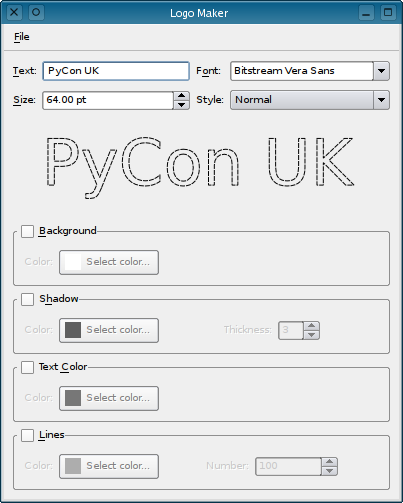 Logo Maker
File
Text: PyCon UK Font: Bitstream Vera Sans
Size: 64.00 pt Style: Normal
PyCon UK
Background
Color: Select color...
Shadow
Color: Select color... Thickness: 3
Text Color
Color: Select color...
Lines
Color: Select color... Number: 100